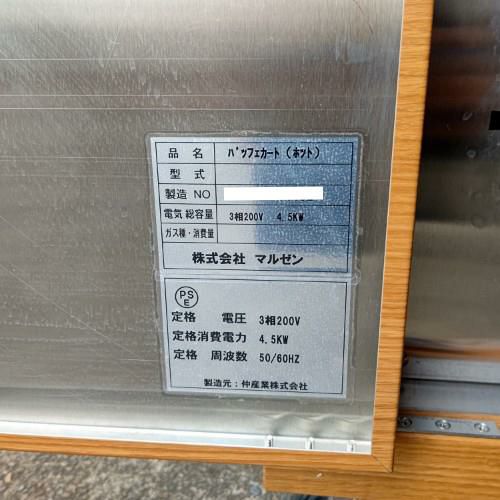 品名 バッフェカート（ホット）
型式
製造 NO
電気 総容量 3相200V 4.5KW
ガス種・消費量
株式会社 マルゼン
PS
E
定格 電圧 3相200V
定格消費電力 4.5KW
定格 周波数 50/60HZ
製造元：仲産業株式会社